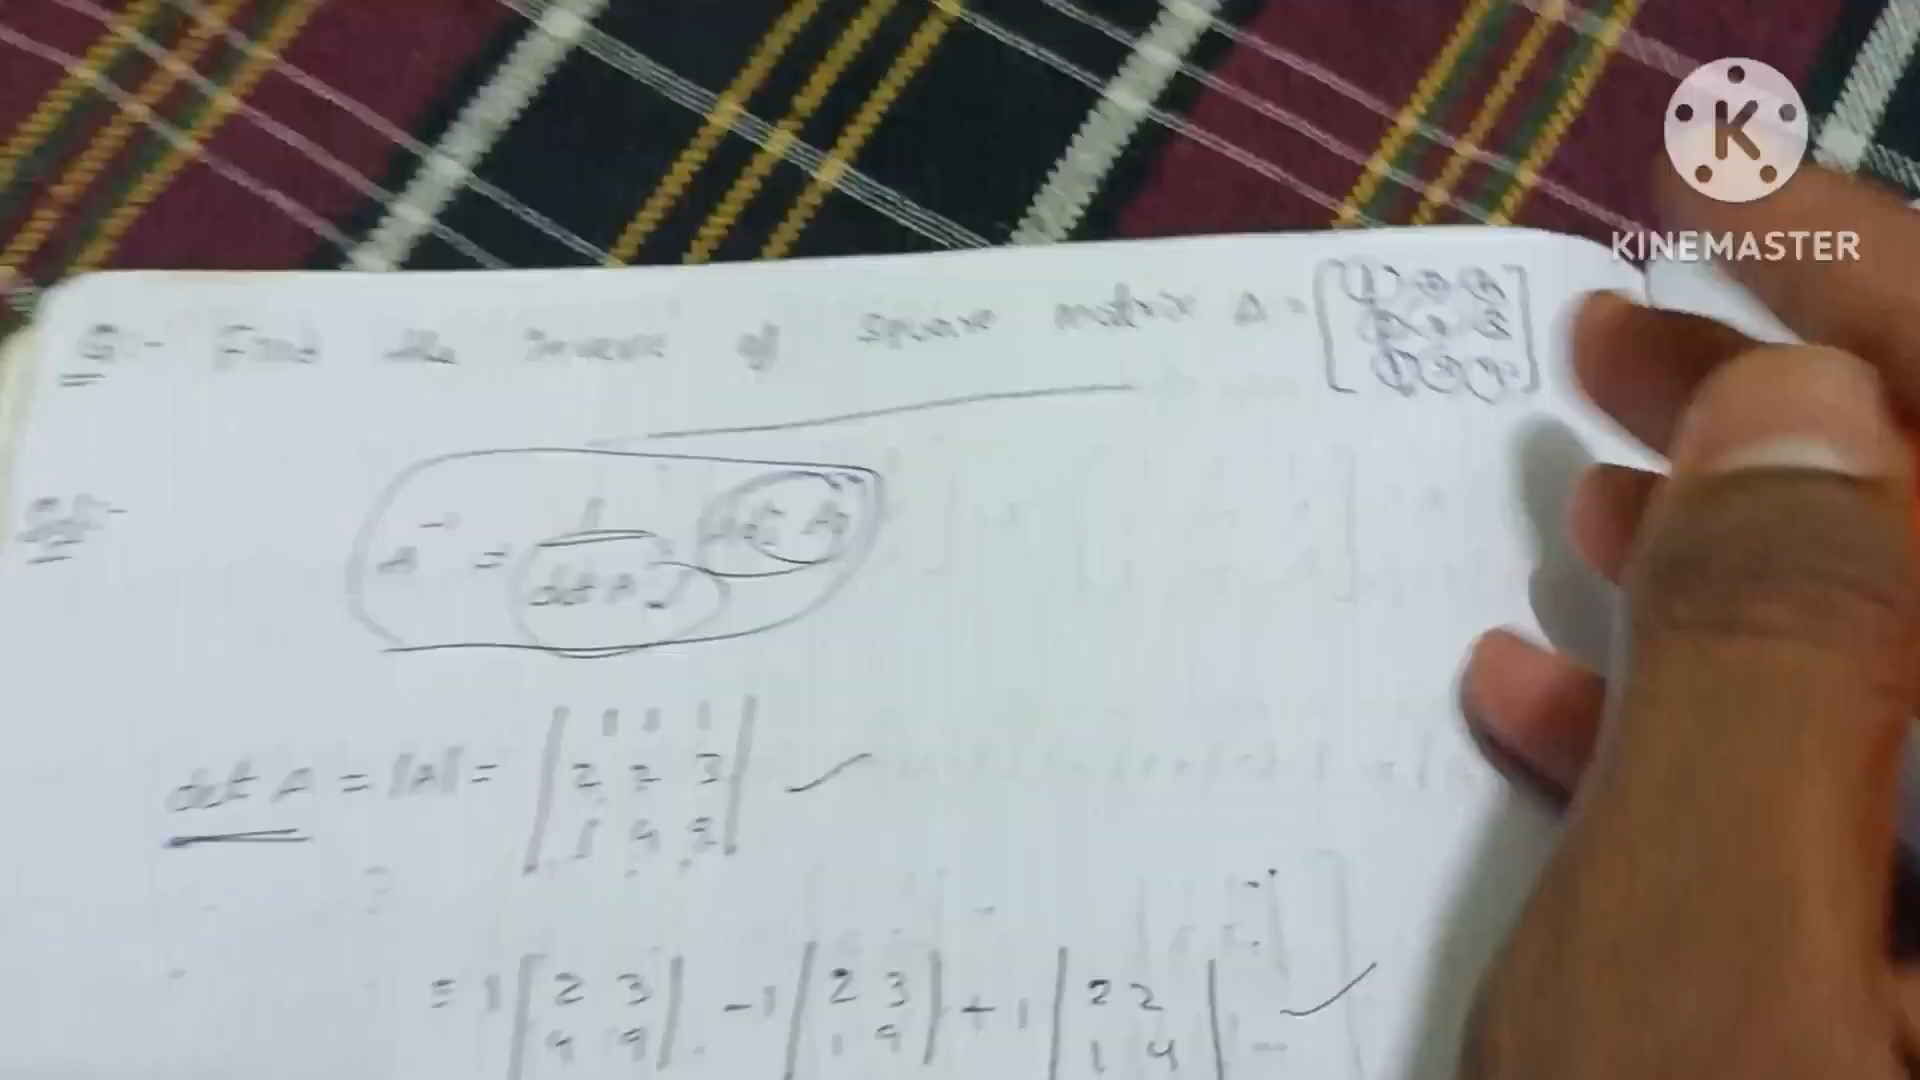 K
KINEMASTER
Q:- Find the inverse of square matrix A =
A⁻¹ = 1/det A Adj A
det A = |A| = | 1 1 1 |
| 2 2 3 |
| 1 4 9 |
= 1 | 2 3 | - 1 | 2 3 | + 1 | 2 2 |
| 4 9 | | 1 9 | | 1 4 |